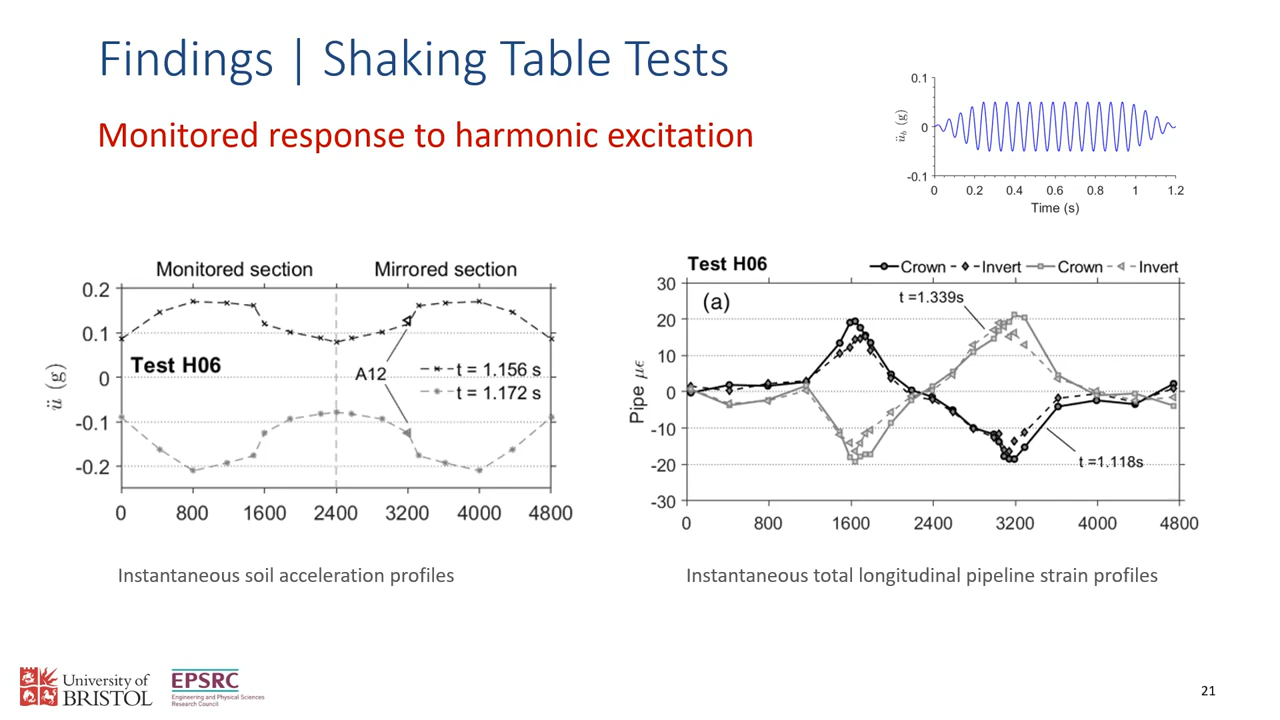 Findings | Shaking Table Tests
Monitored response to harmonic excitation
0.1
0
-0.1
ü_b (g)
0 0.2 0.4 0.6 0.8 1 1.2
Time (s)
Monitored section Mirrored section
0.2
0.1
0
-0.1
-0.2
ü (g)
Test H06
A12
t = 1.156 s
t = 1.172 s
0 800 1600 2400 3200 4000 4800
Instantaneous soil acceleration profiles
Test H06 Crown Invert Crown Invert
(a)
t =1.339s
t =1.118s
30
20
10
0
-10
-20
-30
Pipe με
0 800 1600 2400 3200 4000 4800
Instantaneous total longitudinal pipeline strain profiles
University of
BRISTOL
EPSRC
Engineering and Physical Sciences
Research Council
21